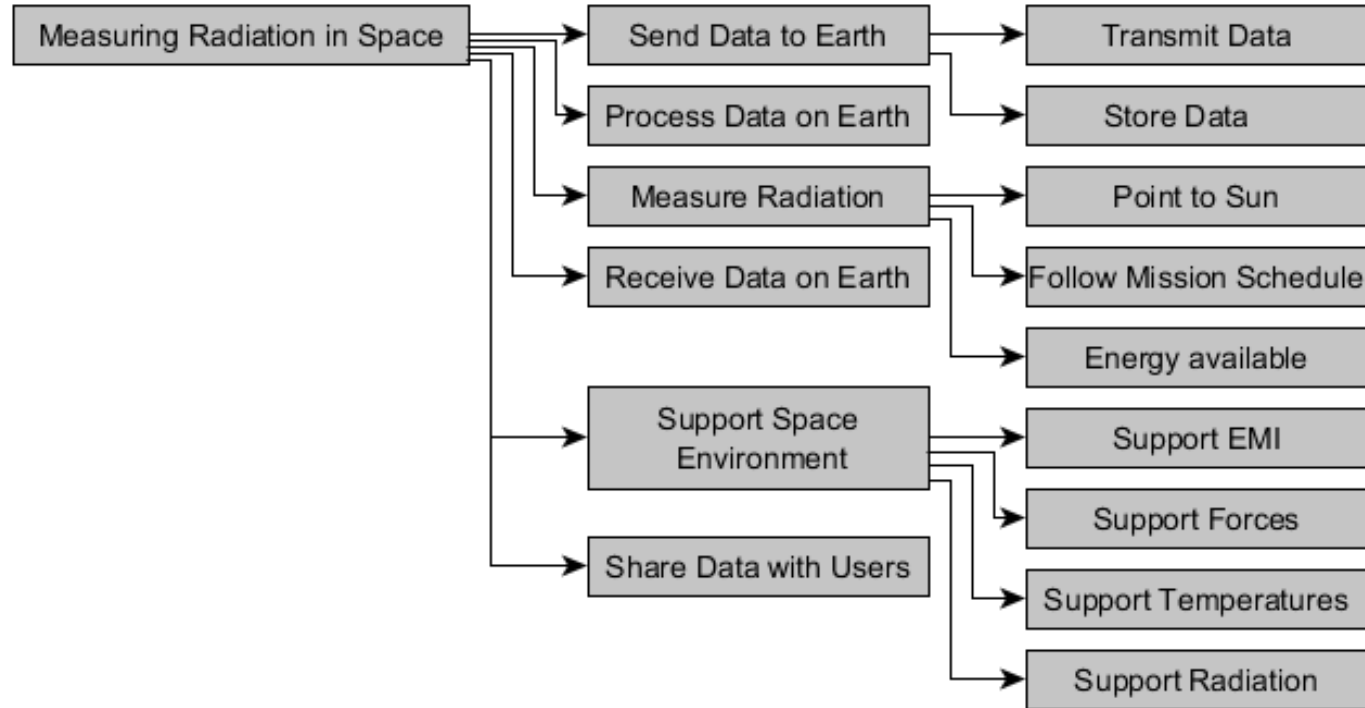 Measuring Radiation in Space
Send Data to Earth
Transmit Data
Process Data on Earth
Store Data
Measure Radiation
Point to Sun
Receive Data on Earth
Follow Mission Schedule
Energy available
Support Space
Environment
Support EMI
Support Forces
Share Data with Users
Support Temperatures
Support Radiation